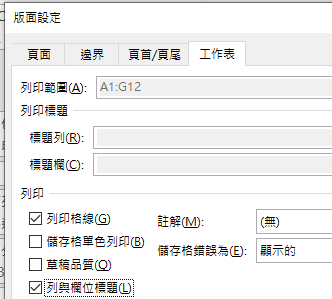 版面設定
頁面 邊界 頁首/頁尾 工作表
列印範圍(A): A1:G12
列印標題
標題列(R):
標題欄(C):
列印
列印格線(G) 註解(M): (無)
儲存格單色列印(B) 儲存格錯誤為(E): 顯示的
草稿品質(Q)
列與欄位標題(L)